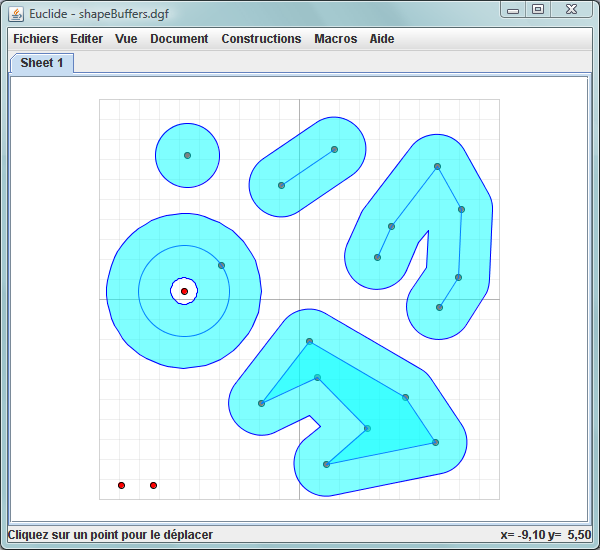 Euclide - shapeBuffers.dgf
Fichiers Editer Vue Document Constructions Macros Aide
Sheet 1
Cliquez sur un point pour le déplacer x= -9,10 y= 5,50